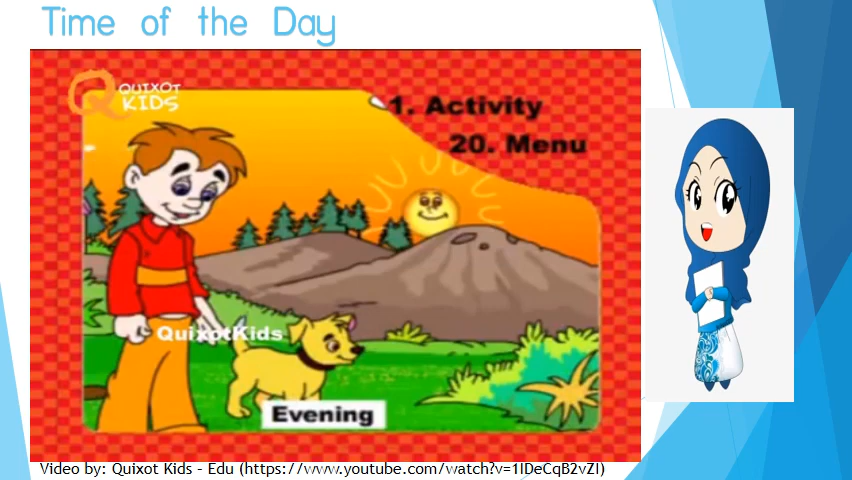 Time of the Day
QUIXOT
KIDS
1. Activity
20. Menu
QuixotKids
Evening
Video by: Quixot Kids - Edu (https://www.youtube.com/watch?v=1lDeCqB2vZI)